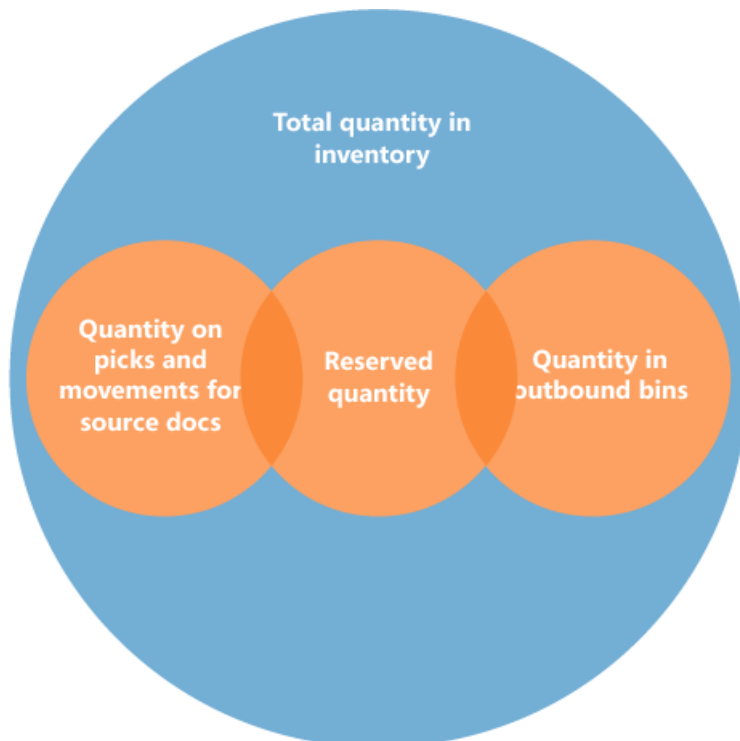 Total quantity in
inventory
Quantity on
picks and
movements for
source docs
Reserved
quantity
Quantity in
outbound bins